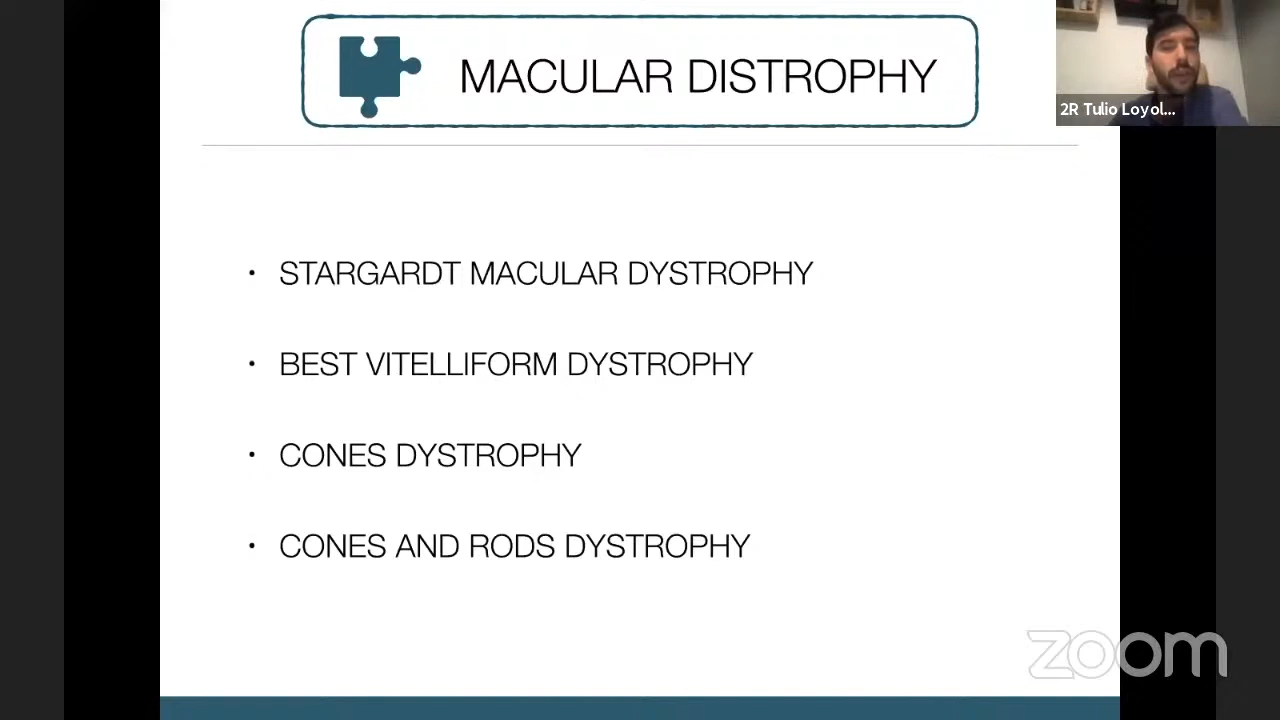 MACULAR DISTROPHY
2R Tulio Loyol...
• STARGARDT MACULAR DYSTROPHY
• BEST VITELLIFORM DYSTROPHY
• CONES DYSTROPHY
• CONES AND RODS DYSTROPHY
zoom